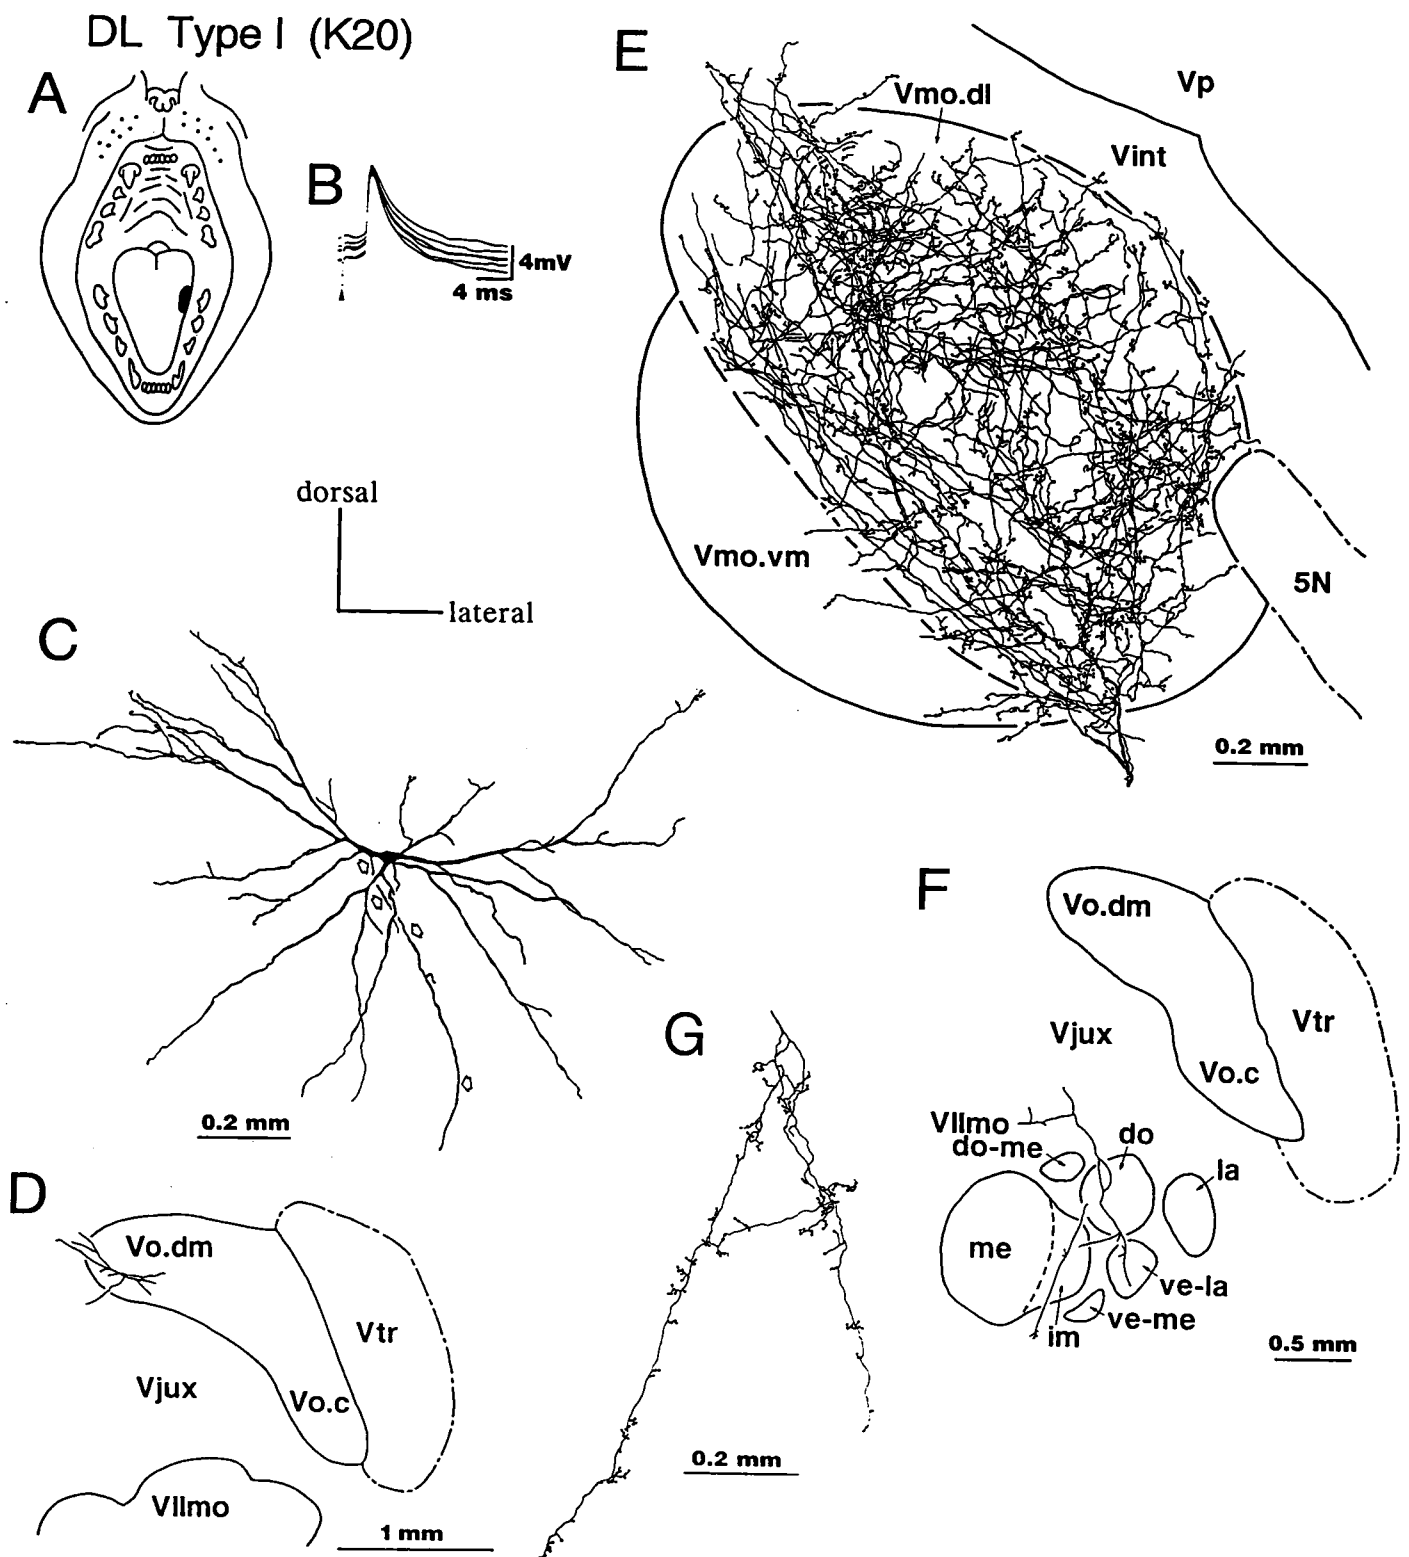 DL Type I (K20)
A
B
4mV
4 ms
dorsal
lateral
C
0.2 mm
D
Vo.dm
Vtr
Vjux
Vo.c
VIImo
1 mm
E
Vp
Vmo.dl
Vint
Vmo.vm
5N
0.2 mm
F
Vo.dm
Vtr
Vjux
Vo.c
VIImo
do-me
do
la
me
ve-la
ve-me
im
0.5 mm
G
0.2 mm